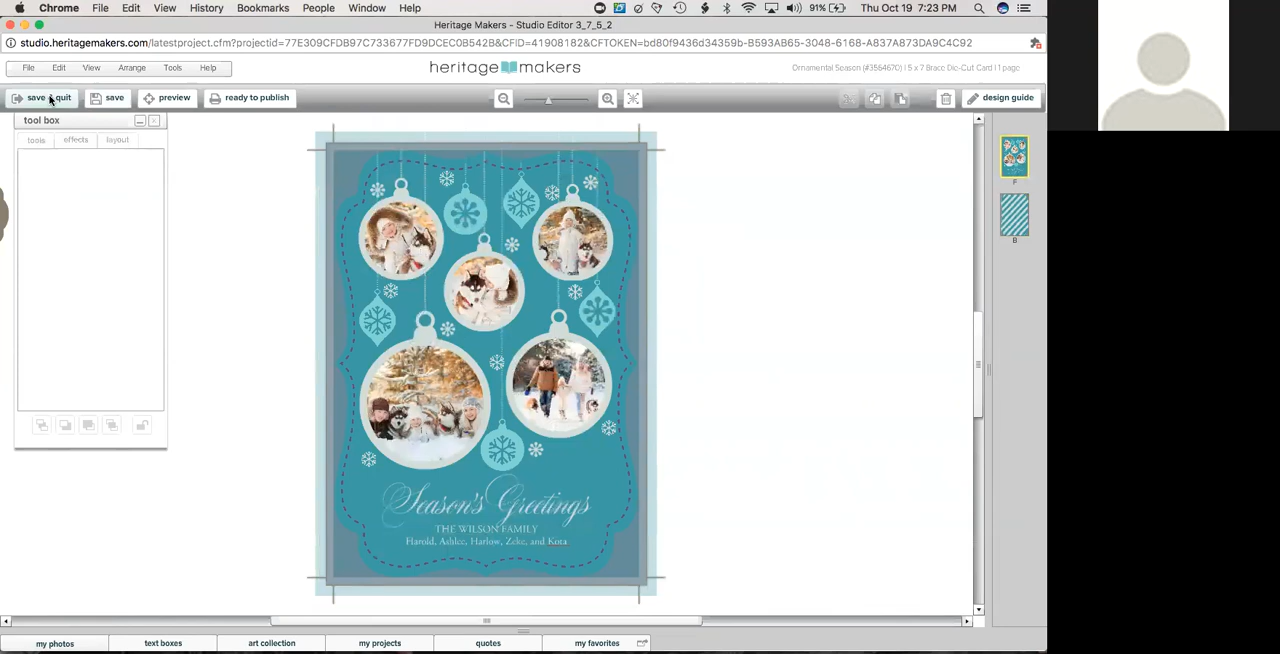 Chrome File Edit View History Bookmarks People Window Help 91% Thu Oct 19 7:23 PM
Heritage Makers - Studio Editor 3_7_5_2
studio.heritagemakers.com/latestproject.cfm?projectid=77E309CFDB97C733677FD9DCEC0B542B&CFID=41908182&CFTOKEN=bd80f9436d34359b-B593AB65-3048-6168-A837A873DA9C4C92
File Edit View Arrange Tools Help
heritage makers
Ornamental Season (#3564670) | 5 x 7 Brace Die-Cut Card | 1 page
save & quit save preview ready to publish design guide
tool box
tools effects layout
F
B
Season's Greetings
THE WILSON FAMILY
Harold, Ashlee, Harlow, Zeke, and Kota
my photos text boxes art collection my projects quotes my favorites